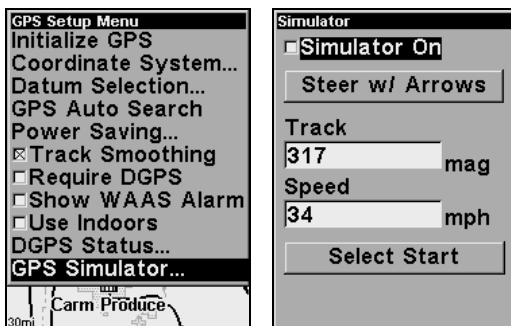 GPS Setup Menu
Initialize GPS
Coordinate System...
Datum Selection...
GPS Auto Search
Power Saving...
Track Smoothing
Require DGPS
Show WAAS Alarm
Use Indoors
DGPS Status...
GPS Simulator...
Carm Produce
30mi
Simulator
Simulator On
Steer w/ Arrows
Track
317 mag
Speed
34 mph
Select Start